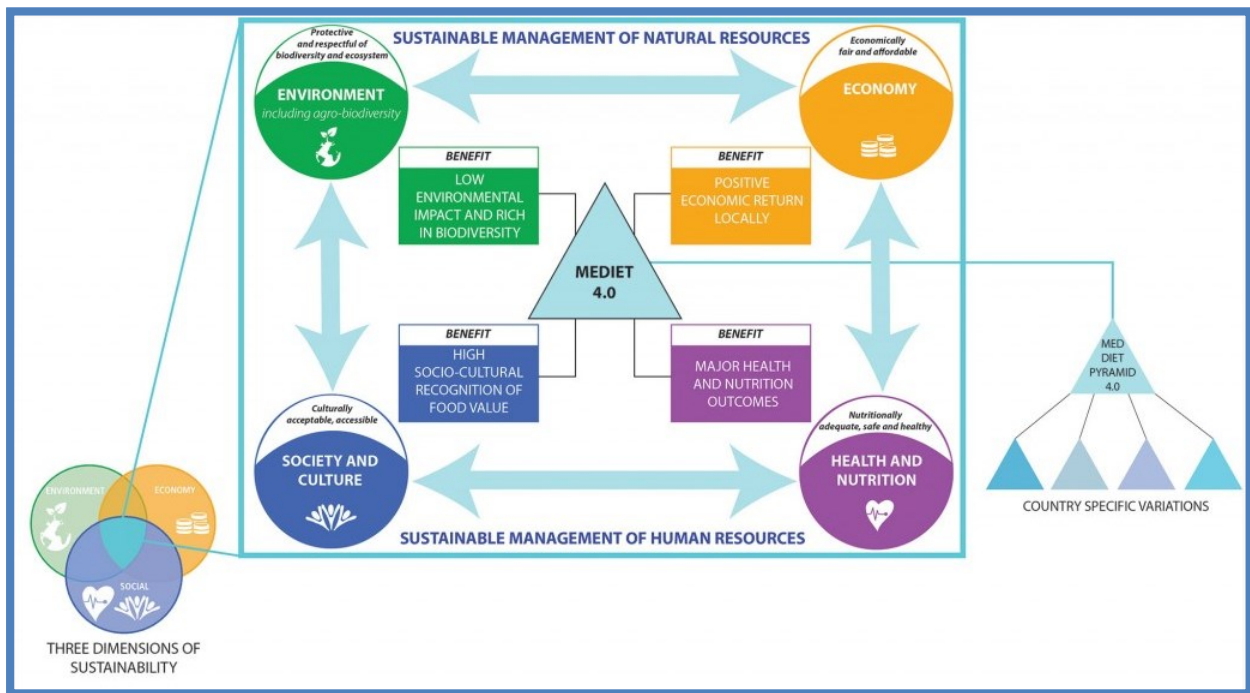 SUSTAINABLE MANAGEMENT OF NATURAL RESOURCES
Protective
and respectful of
biodiversity and ecosystem
ENVIRONMENT
including agro-biodiversity
Economically
fair and affordable
ECONOMY
BENEFIT
LOW
ENVIRONMENTAL
IMPACT AND RICH
IN BIODIVERSITY
BENEFIT
POSITIVE
ECONOMIC RETURN
LOCALLY
MEDIET
4.0
BENEFIT
HIGH
SOCIO-CULTURAL
RECOGNITION OF
FOOD VALUE
BENEFIT
MAJOR HEALTH
AND NUTRITION
OUTCOMES
Culturally
acceptable, accessible
SOCIETY AND
CULTURE
Nutritionally
adequate, safe and healthy
HEALTH AND
NUTRITION
SUSTAINABLE MANAGEMENT OF HUMAN RESOURCES
MED
DIET
PYRAMID
4.0
COUNTRY SPECIFIC VARIATIONS
ENVIRONMENT
ECONOMY
SOCIAL
THREE DIMENSIONS OF
SUSTAINABILITY